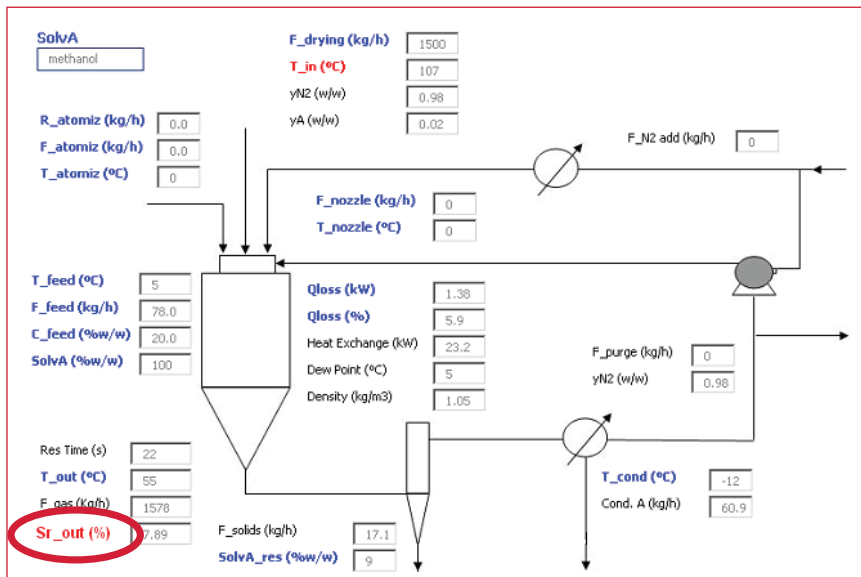 SolvA
methanol
F_drying (kg/h) 1500
T_in (ºC) 107
yN2 (w/w) 0.98
yA (w/w) 0.02
R_atomiz (kg/h) 0.0
F_atomiz (kg/h) 0.0
T_atomiz (ºC) 0
F_N2 add (kg/h) 0
F_nozzle (kg/h) 0
T_nozzle (ºC) 0
T_feed (ºC) 5
F_feed (kg/h) 78.0
C_feed (%w/w) 20.0
SolvA (%w/w) 100
Qloss (kW) 1.38
Qloss (%) 5.9
Heat Exchange (kW) 23.2
Dew Point (ºC) 5
Density (kg/m3) 1.05
F_purge (kg/h) 0
yN2 (w/w) 0.98
Res Time (s) 22
T_out (ºC) 55
F_gas (Kg/h) 1578
Sr_out (%) 7.89
F_solids (kg/h) 17.1
SolvA_res (%w/w) 9
T_cond (ºC) -12
Cond. A (kg/h) 60.9